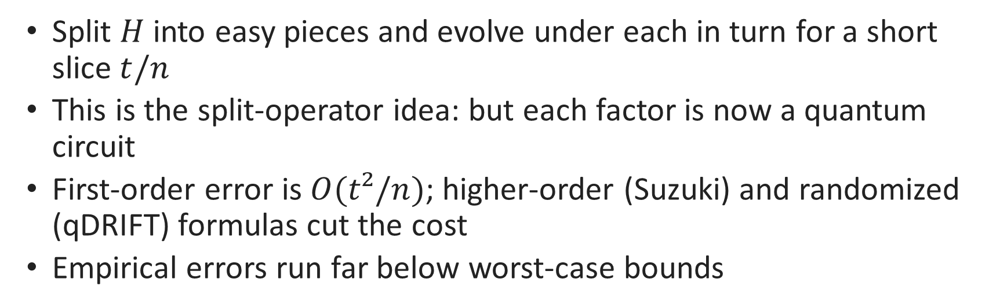 • Split H into easy pieces and evolve under each in turn for a short
slice t/n
• This is the split-operator idea: but each factor is now a quantum
circuit
• First-order error is O(t²/n); higher-order (Suzuki) and randomized
(qDRIFT) formulas cut the cost
• Empirical errors run far below worst-case bounds